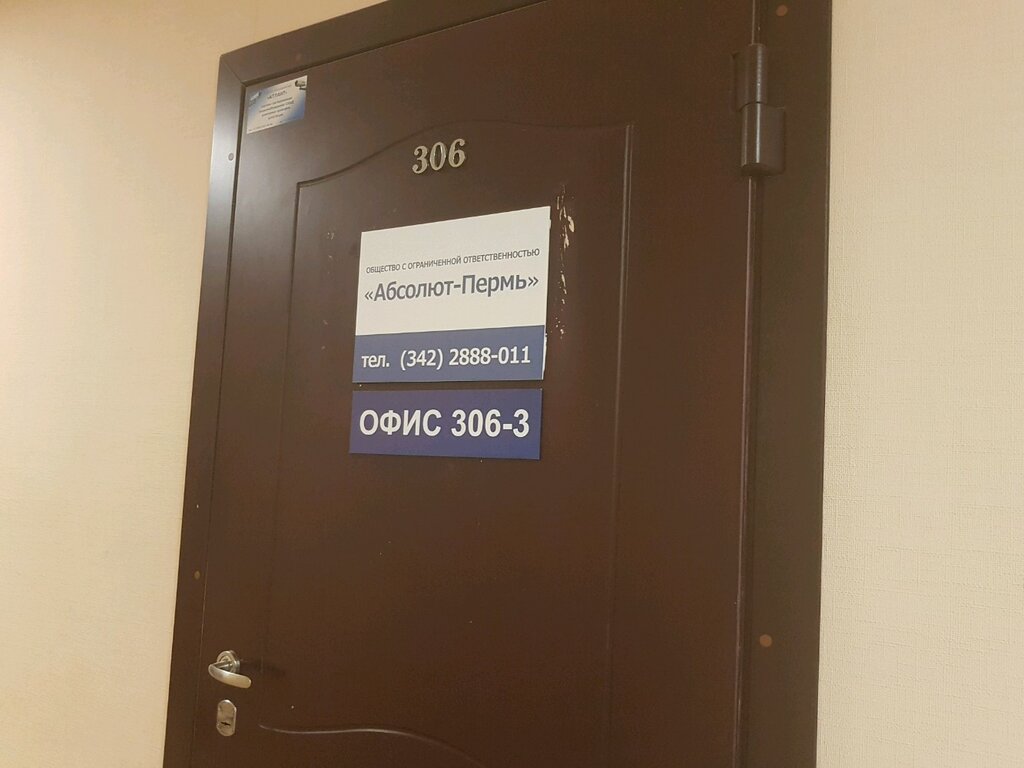 306
ОБЩЕСТВО С ОГРАНИЧЕННОЙ ОТВЕТСТВЕННОСТЬЮ
«Абсолют-Пермь»
тел. (342) 2888-011
ОФИС 306-3